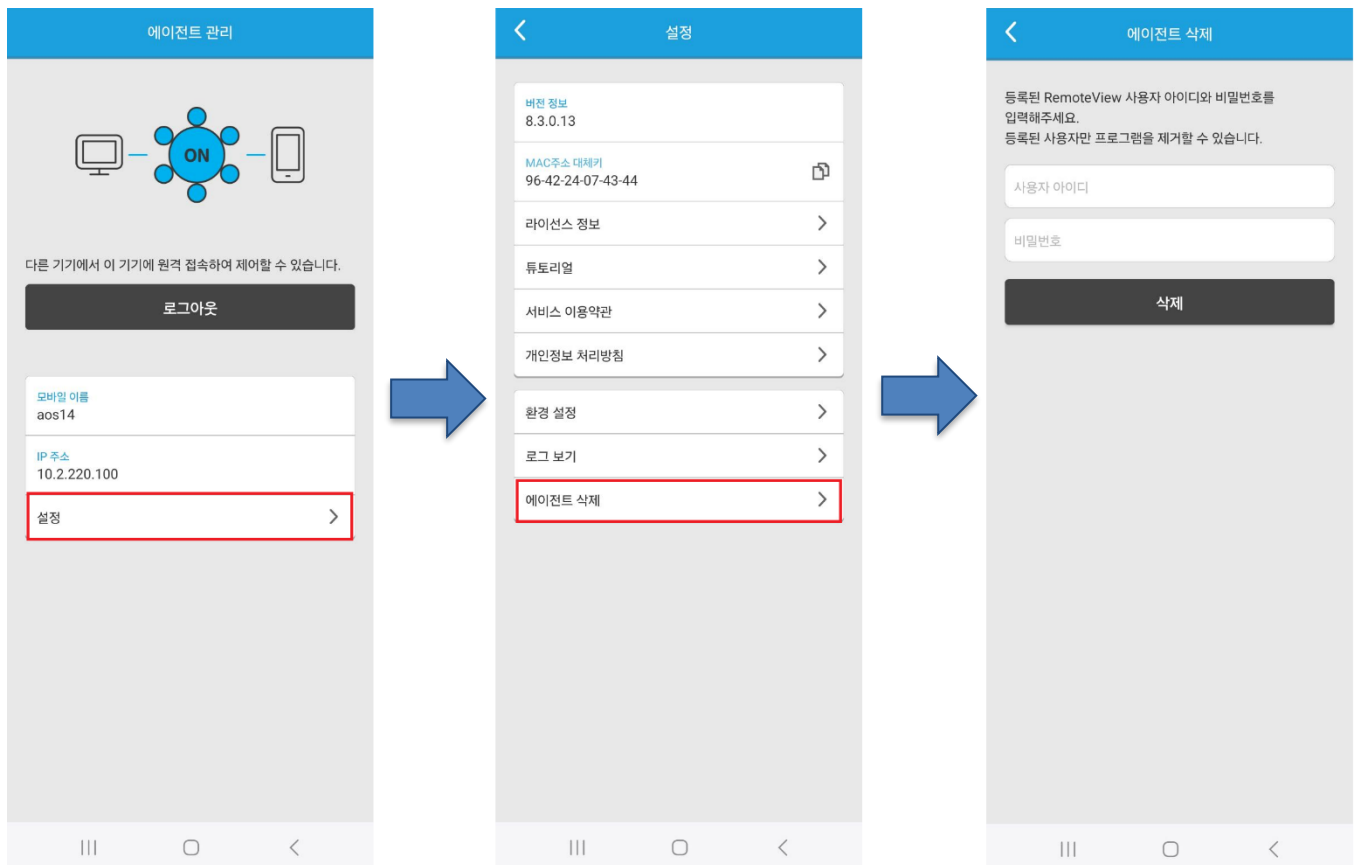 에이전트 관리
ON
다른 기기에서 이 기기에 원격 접속하여 제어할 수 있습니다.
로그아웃
모바일 이름
aos14
IP 주소
10.2.220.100
설정
설정
버전 정보
8.3.0.13
MAC주소 대체키
96-42-24-07-43-44
라이선스 정보
튜토리얼
서비스 이용약관
개인정보 처리방침
환경 설정
로그 보기
에이전트 삭제
에이전트 삭제
등록된 RemoteView 사용자 아이디와 비밀번호를
입력해주세요.
등록된 사용자만 프로그램을 제거할 수 있습니다.
사용자 아이디
비밀번호
삭제